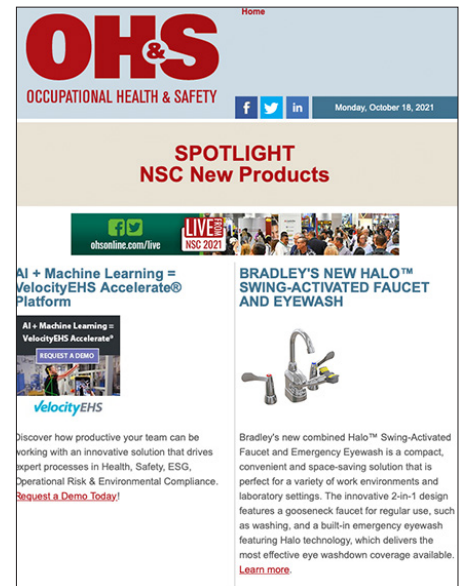 Home
OH&S
OCCUPATIONAL HEALTH & SAFETY
f
in
Monday, October 18, 2021
SPOTLIGHT
NSC New Products
f
ohsonline.com/live
LIVE FROM
NSC 2021
AI + Machine Learning =
VelocityEHS Accelerate®
Platform
AI + Machine Learning =
VelocityEHS Accelerate®
REQUEST A DEMO
VelocityEHS
Discover how productive your team can be
working with an innovative solution that drives
expert processes in Health, Safety, ESG,
Operational Risk & Environmental Compliance.
Request a Demo Today!
BRADLEY'S NEW HALO™
SWING-ACTIVATED FAUCET
AND EYEWASH
Bradley's new combined Halo™ Swing-Activated
Faucet and Emergency Eyewash is a compact,
convenient and space-saving solution that is
perfect for a variety of work environments and
laboratory settings. The innovative 2-in-1 design
features a gooseneck faucet for regular use, such
as washing, and a built-in emergency eyewash
featuring Halo technology, which delivers the
most effective eye washdown coverage available.
Learn more.